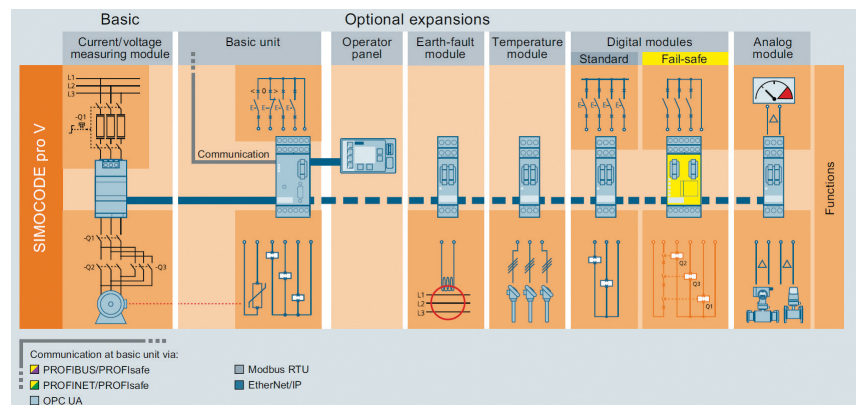 Basic
Optional expansions
Current/voltage
measuring module
Basic unit
Operator
panel
Earth-fault
module
Temperature
module
Digital modules
Standard
Fail-safe
Analog
module
SIMOCODE pro V
L1
L2
L3
-Q1
< O >
E
E
E
E
E
E
E
Communication
Functions
-Q1
-Q2
-Q3
L1
L2
L3
Q2
Q3
Q1
Communication at basic unit via:
PROFIBUS/PROFIsafe
PROFINET/PROFIsafe
OPC UA
Modbus RTU
EtherNet/IP